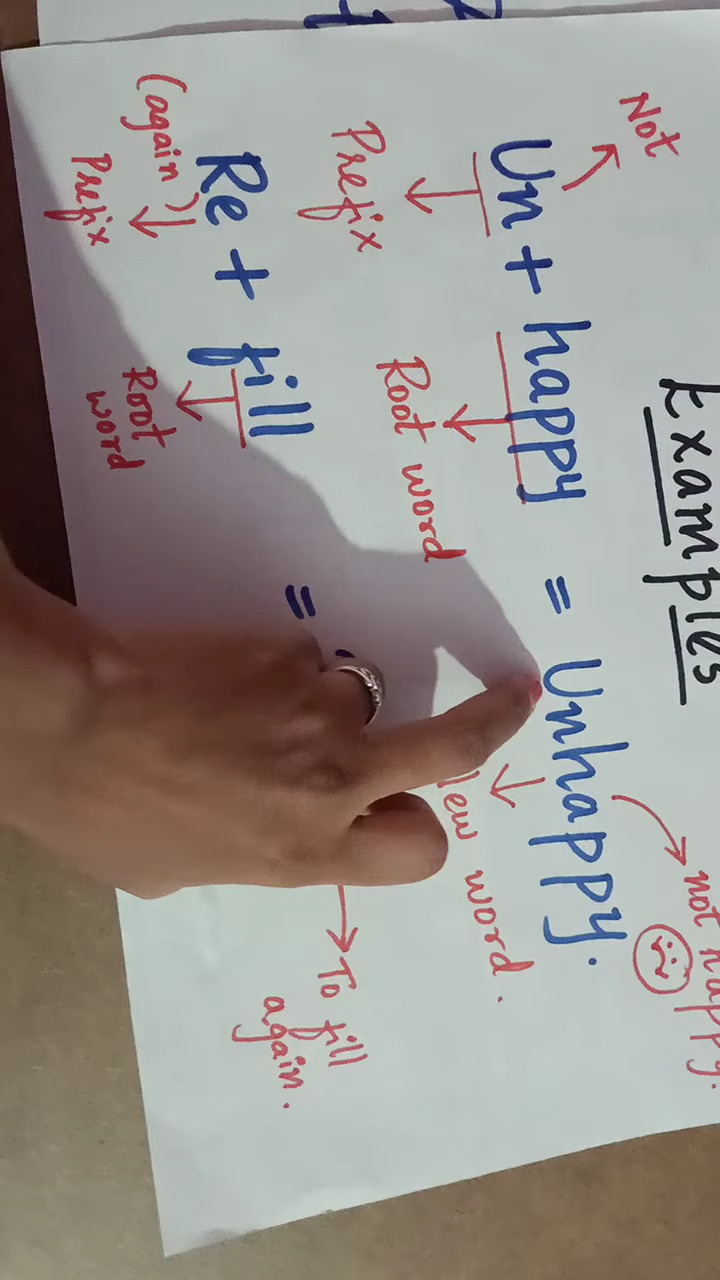 Examples
Not
Un + happy = Unhappy.
not happy.
Prefix
Root word
New word.
Re + fill =
(again)
Prefix
Root
word
To fill
again.